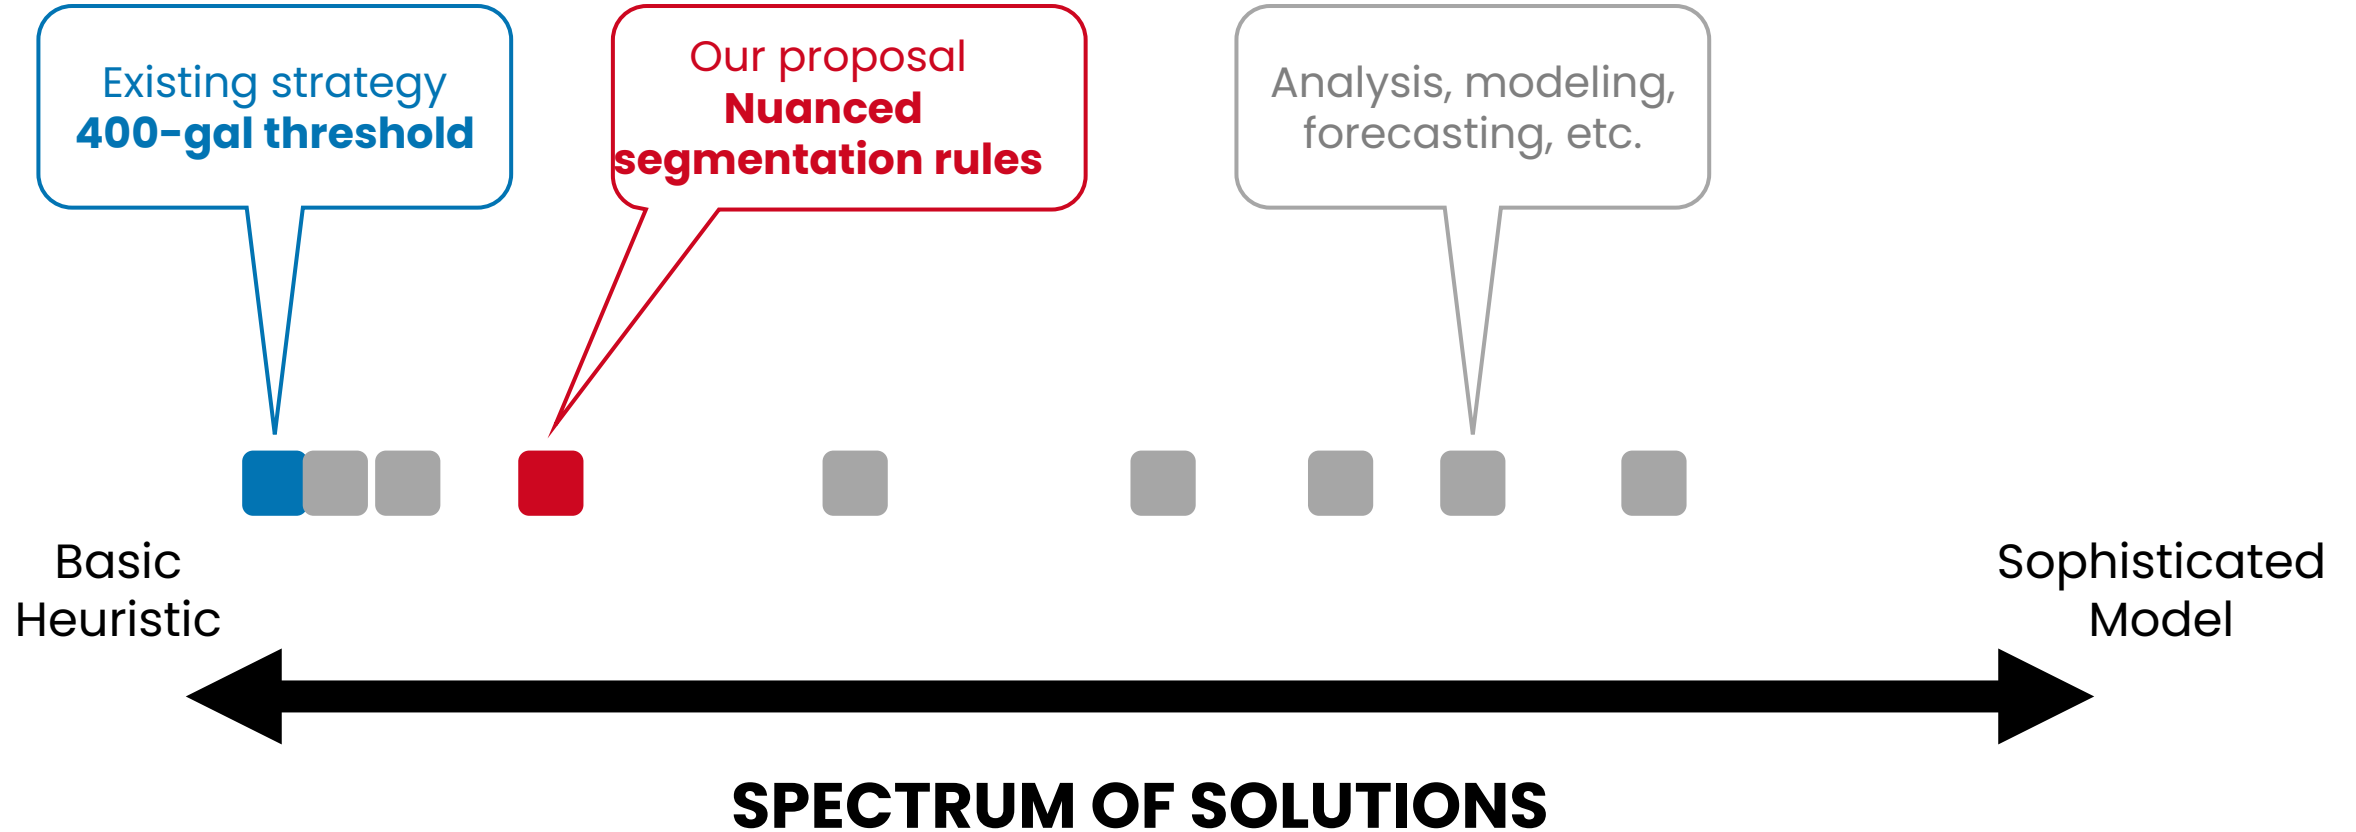 Existing strategy
400-gal threshold
Our proposal
Nuanced
segmentation rules
Analysis, modeling,
forecasting, etc.
Basic
Heuristic
Sophisticated
Model
SPECTRUM OF SOLUTIONS